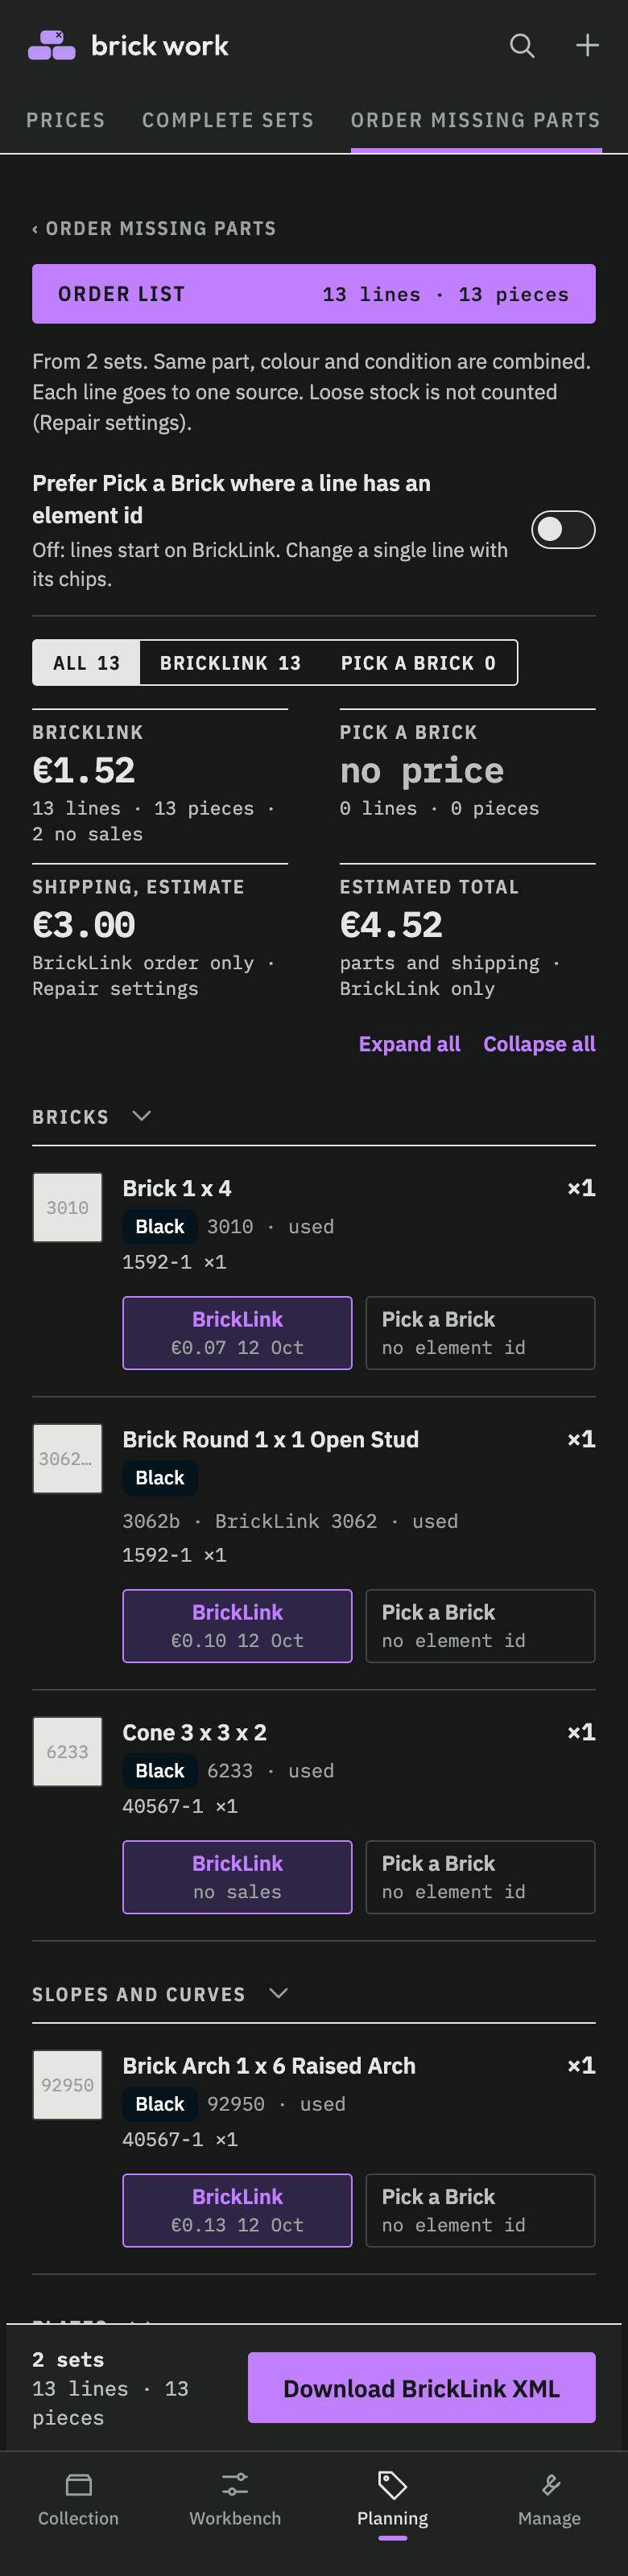 brick work
PRICES COMPLETE SETS ORDER MISSING PARTS
‹ ORDER MISSING PARTS
ORDER LIST 13 lines · 13 pieces
From 2 sets. Same part, colour and condition are combined.
Each line goes to one source. Loose stock is not counted
(Repair settings).
Prefer Pick a Brick where a line has an
element id
Off: lines start on BrickLink. Change a single line with
its chips.
ALL 13 BRICKLINK 13 PICK A BRICK 0
BRICKLINK
€1.52
13 lines · 13 pieces ·
2 no sales
PICK A BRICK
no price
0 lines · 0 pieces
SHIPPING, ESTIMATE
€3.00
BrickLink order only ·
Repair settings
ESTIMATED TOTAL
€4.52
parts and shipping ·
BrickLink only
Expand all Collapse all
BRICKS
3010
Brick 1 x 4 ×1
Black 3010 · used
1592-1 ×1
BrickLink
€0.07 12 Oct
Pick a Brick
no element id
3062…
Brick Round 1 x 1 Open Stud ×1
Black
3062b · BrickLink 3062 · used
1592-1 ×1
BrickLink
€0.10 12 Oct
Pick a Brick
no element id
6233
Cone 3 x 3 x 2 ×1
Black 6233 · used
40567-1 ×1
BrickLink
no sales
Pick a Brick
no element id
SLOPES AND CURVES
92950
Brick Arch 1 x 6 Raised Arch ×1
Black 92950 · used
40567-1 ×1
BrickLink
€0.13 12 Oct
Pick a Brick
no element id
2 sets
13 lines · 13
pieces
Download BrickLink XML
Collection Workbench Planning Manage